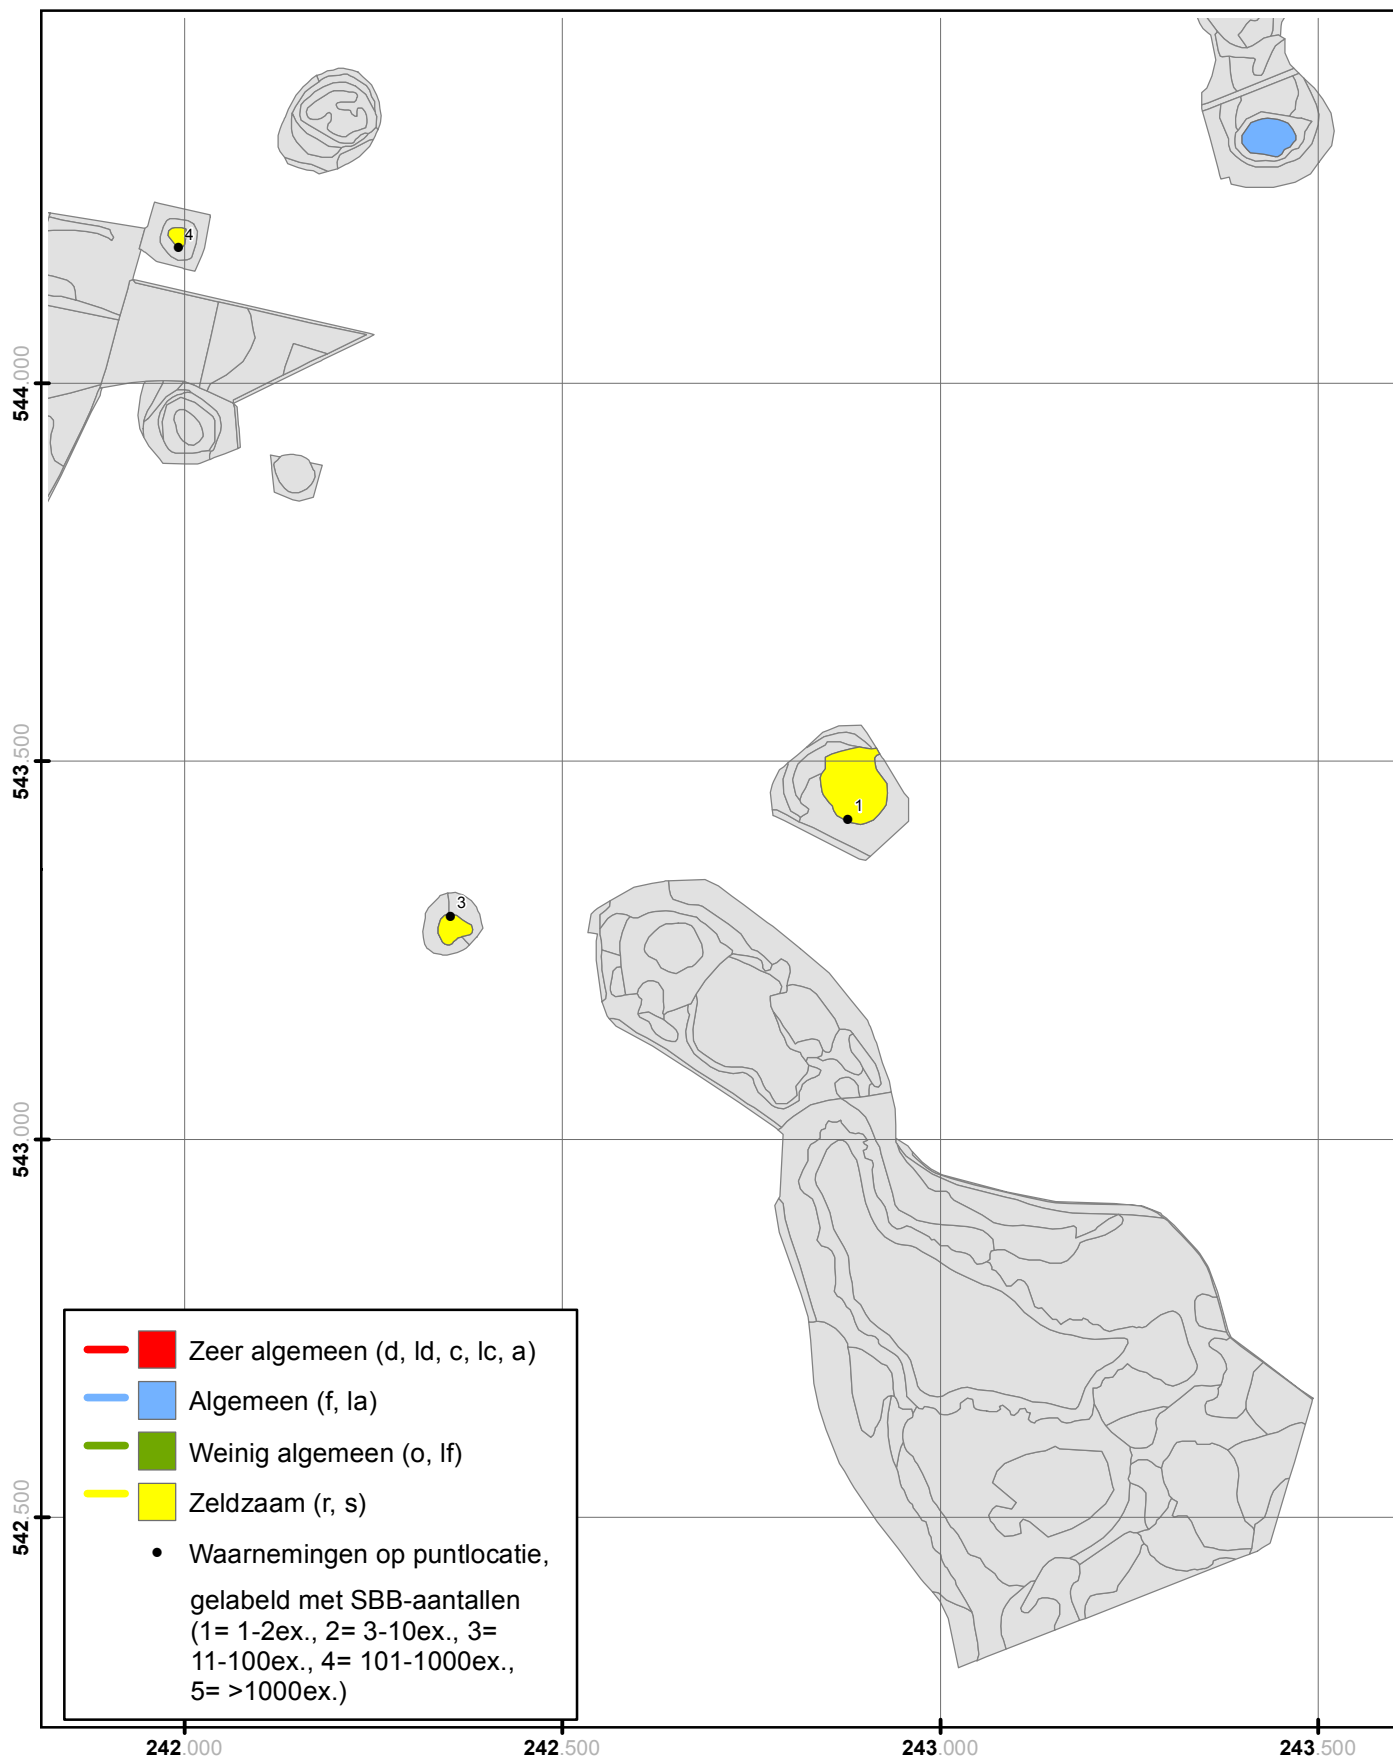 4
544.000
543.500
1
3
543.000
Zeer algemeen (d, ld, c, lc, a)
Algemeen (f, la)
Weinig algemeen (o, lf)
Zeldzaam (r, s)
542.500
Waarnemingen op puntlocatie,
gelabeld met SBB-aantallen
(1= 1-2ex., 2= 3-10ex., 3=
11-100ex., 4= 101-1000ex.,
5= >1000ex.)
242.000
242.500
243.000
243.500